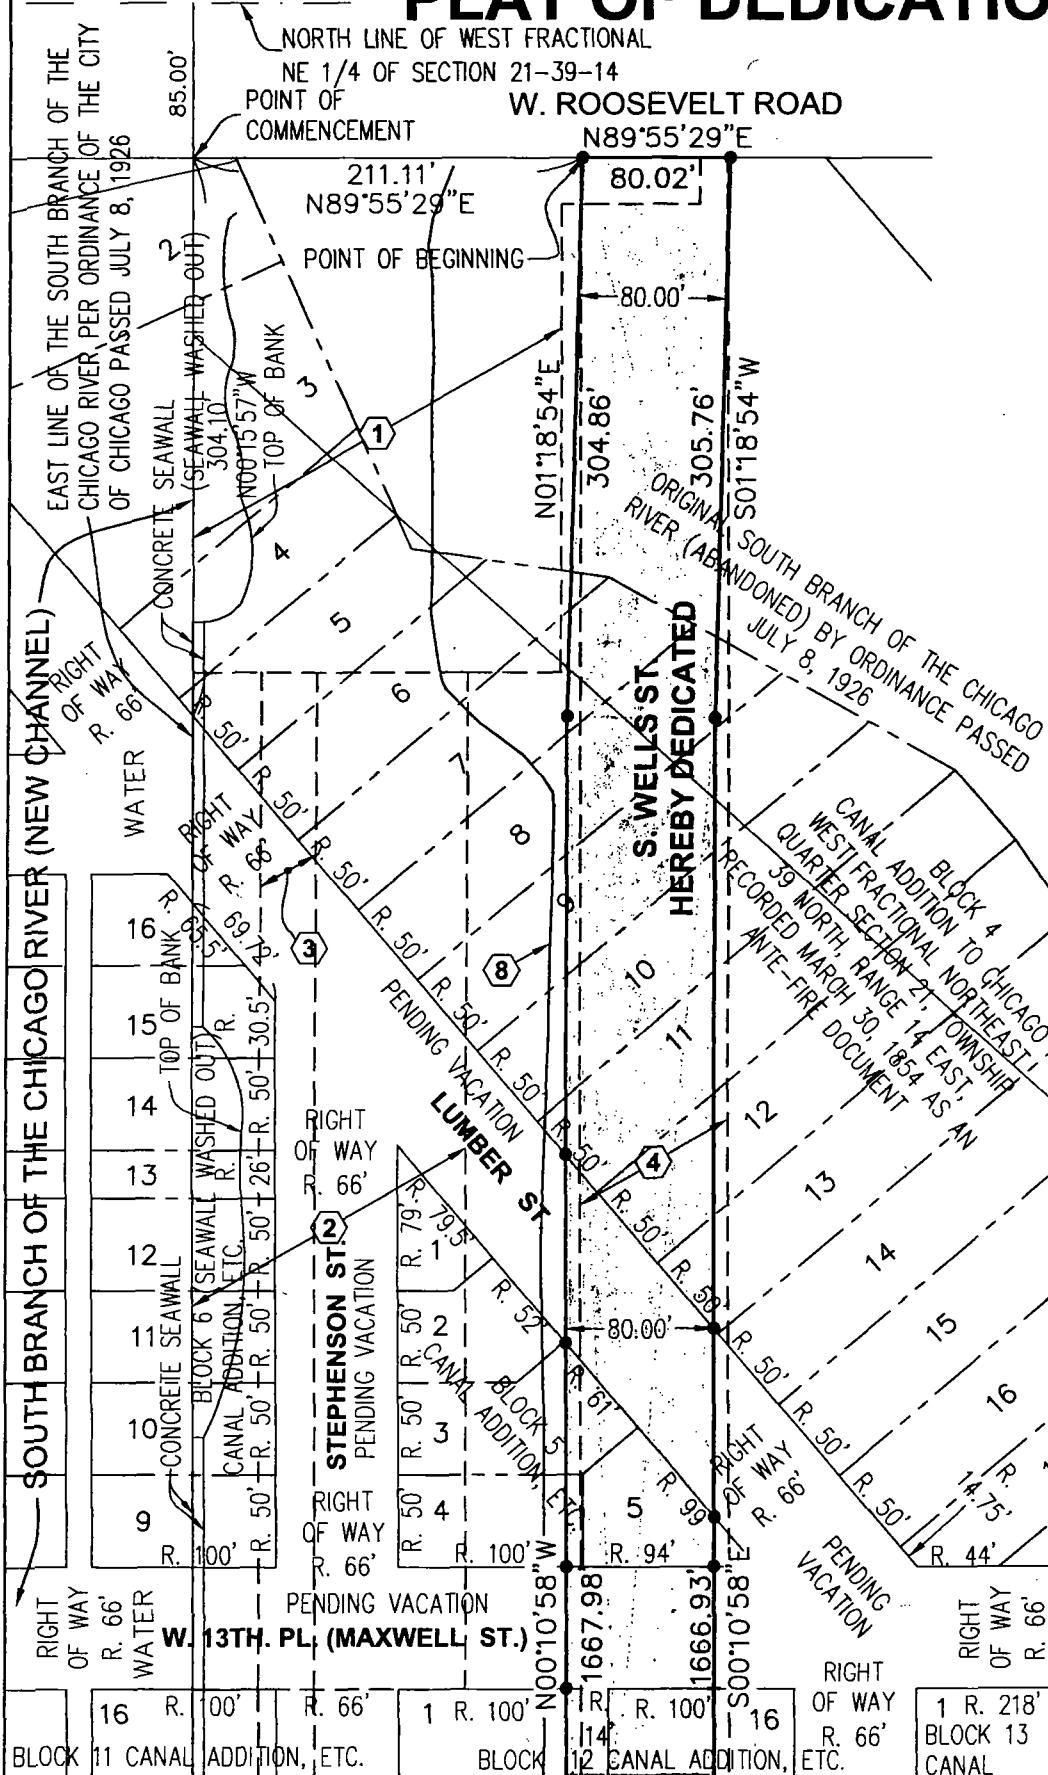 PLAT OF DEDICATIO
NORTH LINE OF WEST FRACTIONAL
NE 1/4 OF SECTION 21-39-14
85.00'
POINT OF
COMMENCEMENT
W. ROOSEVELT ROAD
N89°55'29"E
80.02'
211.11'
N89°55'29"E
POINT OF BEGINNING
80.00'
EAST LINE OF THE SOUTH BRANCH OF THE
CHICAGO RIVER, PER ORDINANCE OF THE CITY
OF CHICAGO PASSED JULY 8, 1926
CONCRETE SEAWALL
(SEAWALL WASHED OUT)
304.10
N00°15'57"W
TOP OF BANK
2
3
4
5
6
7
8
9
10
11
12
13
14
15
16
1
N01°18'54"E
304.86'
305.76'
S01°18'54"W
ORIGINAL SOUTH BRANCH OF THE CHICAGO
RIVER (ABANDONED) BY ORDINANCE PASSED
JULY 8, 1926
S. WELLS ST
HEREBY DEDICATED
BLOCK 4
CANAL ADDITION TO CHICAGO
WEST FRACTIONAL NORTHEAST
QUARTER SECTION 21, TOWNSHIP
39 NORTH, RANGE 14 EAST,
RECORDED MARCH 30, 1854 AS AN
ANTE-FIRE DOCUMENT
SOUTH BRANCH OF THE CHICAGO RIVER (NEW CHANNEL)
RIGHT
OF WAY
R. 66'
WATER
RIGHT
OF WAY
R. 66'
R. 50'
R. 50'
R. 50'
R. 50'
R. 50'
R. 50'
R. 50'
R. 50'
R. 50'
R. 50'
R. 50'
R. 50'
R. 50'
3
8
4
2
PENDING VACATION
LUMBER ST
16
15
14
13
12
11
10
9
R. 95.5'
R. 69.72'
TOP OF BANK
SEAWALL WASHED OUT
CONCRETE SEAWALL
BLOCK 6
CANAL ADDITION, ETC.
R. 30.5'
R. 50'
R. 26'
R. 50'
R. 50'
R. 50'
R. 50'
R. 100'
RIGHT
OF WAY
R. 66'
STEPHENSON ST.
PENDING VACATION
RIGHT
OF WAY
R. 66'
R. 79.5'
R. 79'
1
R. 52'
R. 50'
2
R. 50'
3
R. 50'
4
R. 100'
BLOCK 5
CANAL ADDITION, ETC.
80.00'
R. 61'
R. 99'
5
R. 94'
RIGHT
OF WAY
R. 66'
PENDING
VACATION
R. 14.75'
R. 44'
RIGHT
OF WAY
R. 66'
WATER
PENDING VACATION
W. 13TH. PL. (MAXWELL ST.)
N00°10'58"W
1667.98
1666.93'
S00°10'58"E
RIGHT
OF WAY
R. 66'
RIGHT
OF WAY
R. 66'
16 R. 100'
R. 66'
1 R. 100'
R.
14'
R. 100'
16
1 R. 218'
BLOCK 11 CANAL ADDITION, ETC.
BLOCK 12 CANAL ADDITION, ETC.
BLOCK 13
CANAL